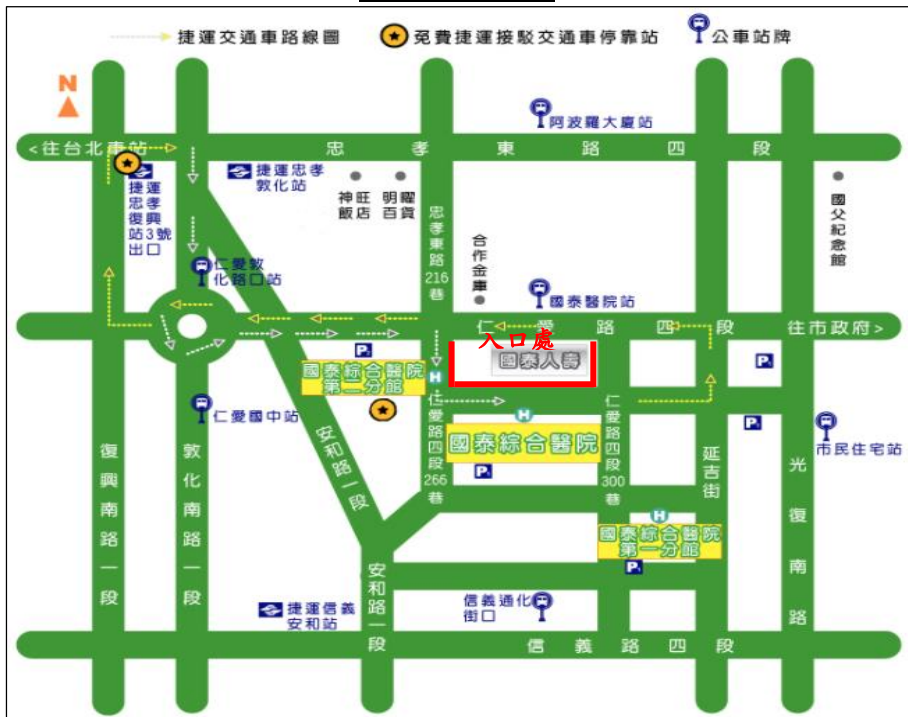 捷運交通車路線圖
免費捷運接駁交通車停靠站
公車站牌
N
阿波羅大廈站
<往台北車站
忠孝東路四段
捷運
忠孝
復興
站3號
出口
捷運忠孝
敦化站
神旺
飯店
明曜
百貨
忠孝東路216巷
合作金庫
國父紀念館
仁愛敦
化路口站
國泰醫院站
仁愛路四段
往市政府>
入口處
國泰人壽
P
國泰綜合醫院
第二分館
H
P
仁愛國中站
仁愛路四段266巷
H
國泰綜合醫院
P
仁愛路四段300巷
P
市民住宅站
復興南路一段
敦化南路一段
安和路一段
延吉街
光復南路
H
國泰綜合醫院
第一分館
P
安和路一段
捷運信義
安和站
信義通化
街口
信義路四段